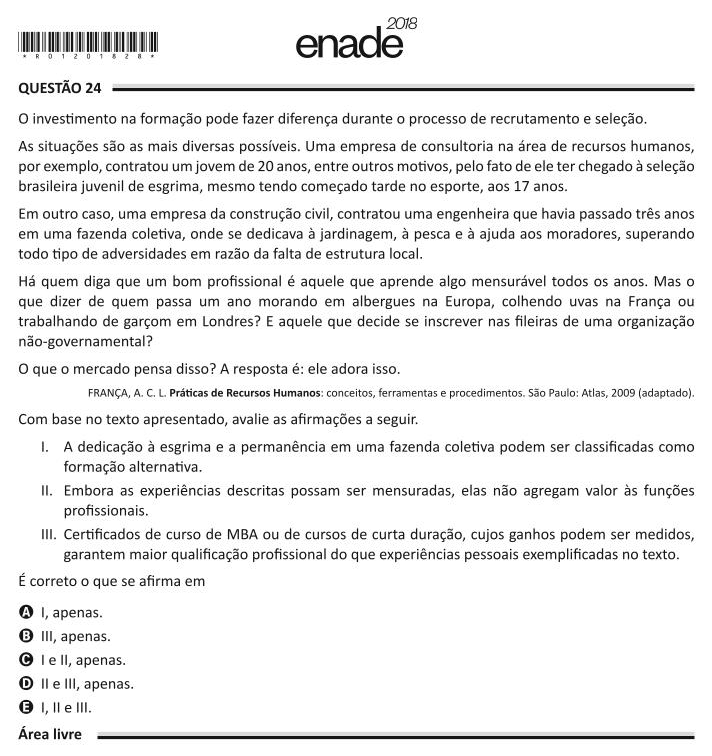 enade 2018
*R01201828*
QUESTÃO 24
O investimento na formação pode fazer diferença durante o processo de recrutamento e seleção.
As situações são as mais diversas possíveis. Uma empresa de consultoria na área de recursos humanos,
por exemplo, contratou um jovem de 20 anos, entre outros motivos, pelo fato de ele ter chegado à seleção
brasileira juvenil de esgrima, mesmo tendo começado tarde no esporte, aos 17 anos.
Em outro caso, uma empresa da construção civil, contratou uma engenheira que havia passado três anos
em uma fazenda coletiva, onde se dedicava à jardinagem, à pesca e à ajuda aos moradores, superando
todo tipo de adversidades em razão da falta de estrutura local.
Há quem diga que um bom profissional é aquele que aprende algo mensurável todos os anos. Mas o
que dizer de quem passa um ano morando em albergues na Europa, colhendo uvas na França ou
trabalhando de garçom em Londres? E aquele que decide se inscrever nas fileiras de uma organização
não-governamental?
O que o mercado pensa disso? A resposta é: ele adora isso.
FRANÇA, A. C. L. Práticas de Recursos Humanos: conceitos, ferramentas e procedimentos. São Paulo: Atlas, 2009 (adaptado).
Com base no texto apresentado, avalie as afirmações a seguir.
I. A dedicação à esgrima e a permanência em uma fazenda coletiva podem ser classificadas como
formação alternativa.
II. Embora as experiências descritas possam ser mensuradas, elas não agregam valor às funções
profissionais.
III. Certificados de curso de MBA ou de cursos de curta duração, cujos ganhos podem ser medidos,
garantem maior qualificação profissional do que experiências pessoais exemplificadas no texto.
É correto o que se afirma em
A I, apenas.
B III, apenas.
C I e II, apenas.
D II e III, apenas.
E I, II e III.
Área livre